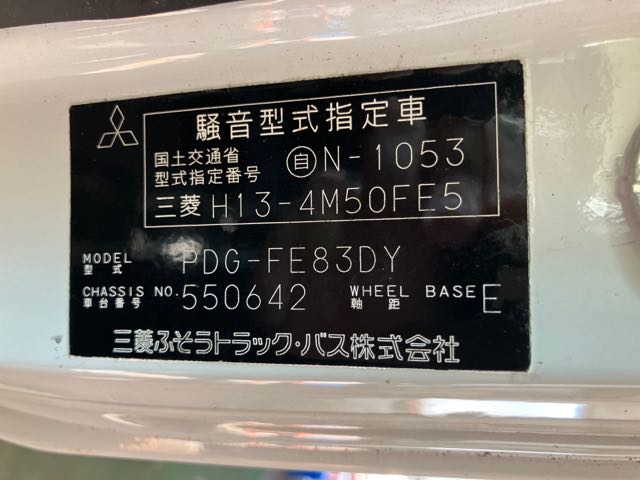 騒音型式指定車
国土交通省
型式指定番号 自N-1053
三菱 H13-4M50FE5
MODEL
型式 PDG-FE83DY
CHASSIS NO. 550642 WHEEL BASE E
車台番号 軸距
三菱ふそうトラック・バス株式会社